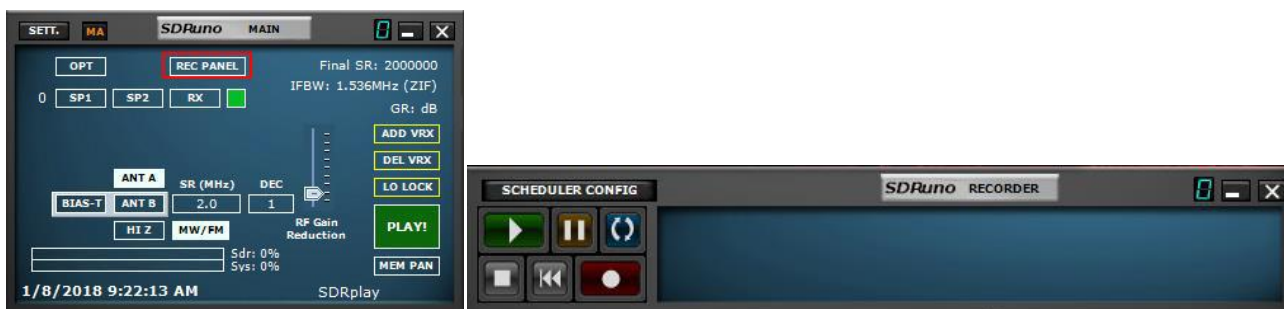 SETT. MA SDRuno MAIN 0
OPT REC PANEL Final SR: 2000000
IFBW: 1.536MHz (ZIF)
0 SP1 SP2 RX GR: dB
ADD VRX
DEL VRX
ANT A SR (MHz) DEC LO LOCK
BIAS-T ANT B 2.0 1
RF Gain
Reduction PLAY!
HI Z MW/FM
Sdr: 0%
Sys: 0% MEM PAN
1/8/2018 9:22:13 AM SDRplay
SCHEDULER CONFIG SDRuno RECORDER 0